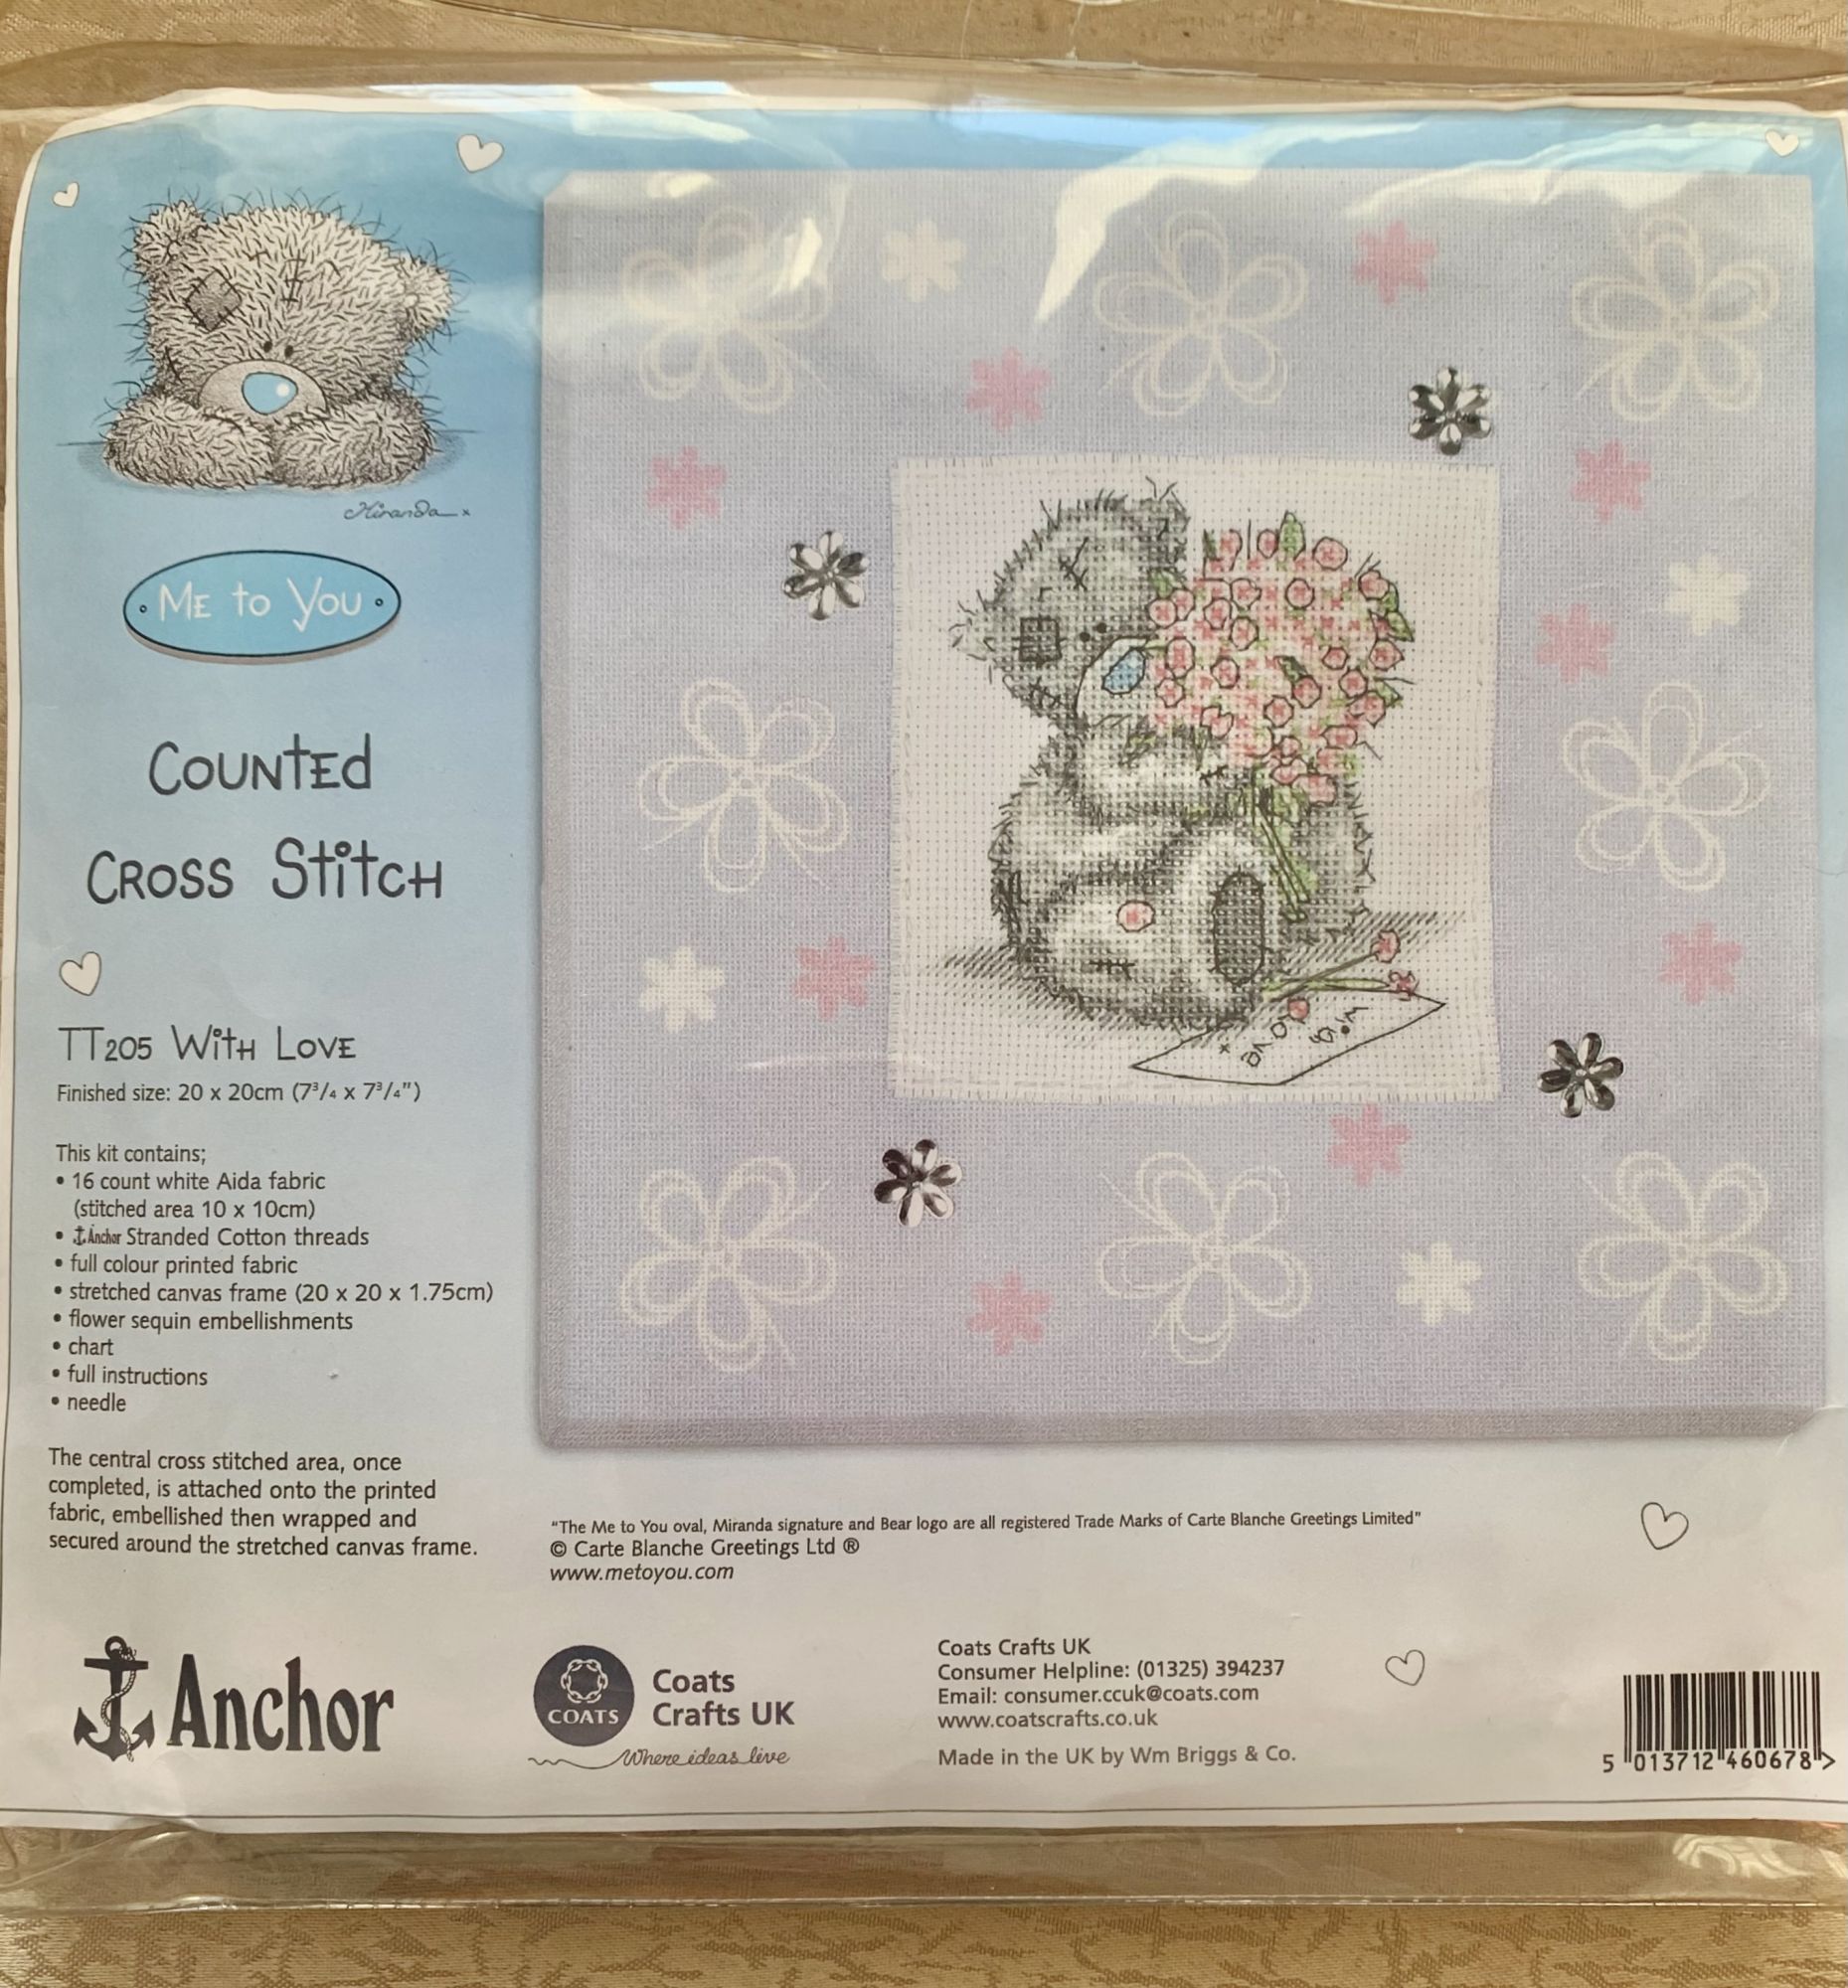 Miranda x
ME to You
COUNTEd
CROSS StitCH
TT205 WitH LOVE
Finished size: 20 x 20cm (7³/₄ x 7³/₄")
This kit contains;
• 16 count white Aida fabric
(stitched area 10 x 10cm)
• Anchor Stranded Cotton threads
• full colour printed fabric
• stretched canvas frame (20 x 20 x 1.75cm)
• flower sequin embellishments
• chart
• full instructions
• needle
The central cross stitched area, once
completed, is attached onto the printed
fabric, embellished then wrapped and
secured around the stretched canvas frame.
With
Love
x
"The Me to You oval, Miranda signature and Bear logo are all registered Trade Marks of Carte Blanche Greetings Limited"
© Carte Blanche Greetings Ltd ®
www.metoyou.com
Anchor
COATS
Coats
Crafts UK
Where ideas live
Coats Crafts UK
Consumer Helpline: (01325) 394237
Email: consumer.ccuk@coats.com
www.coatscrafts.co.uk
Made in the UK by Wm Briggs & Co.
5 013712 460678 >